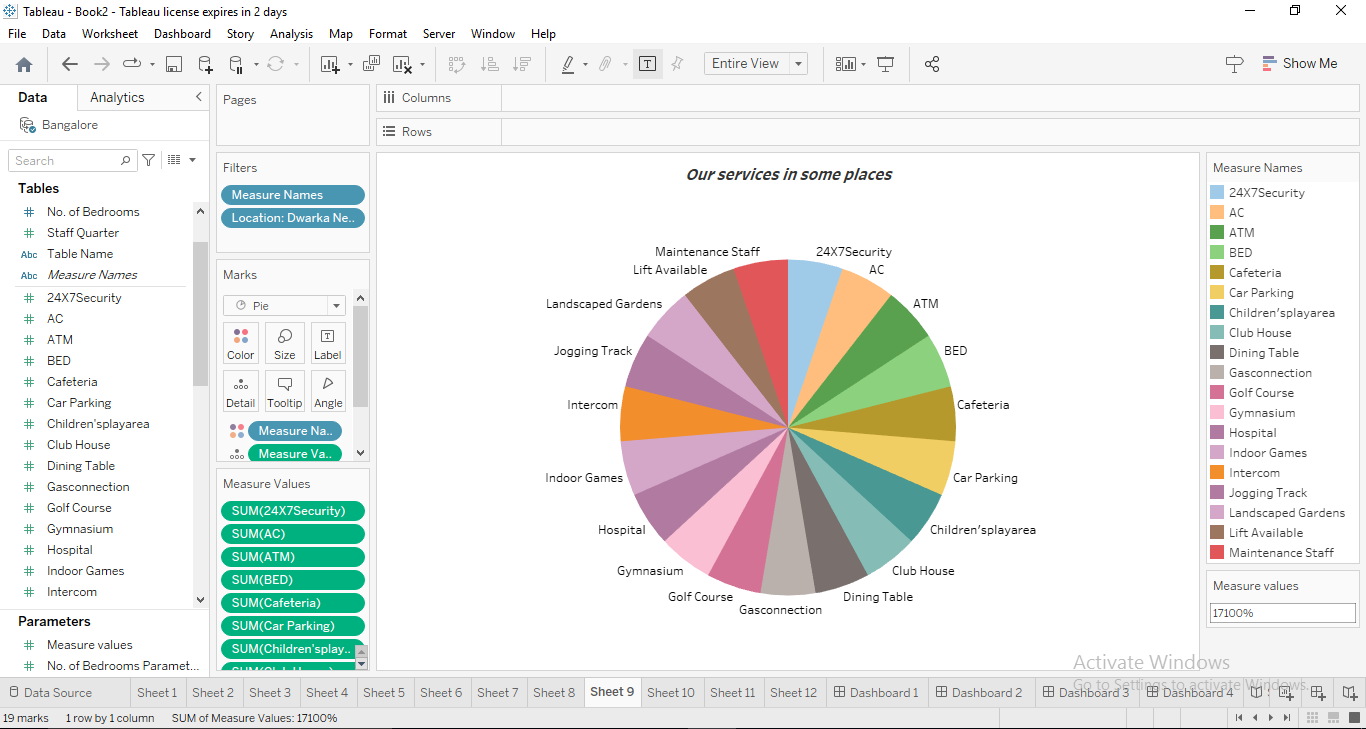 Tableau - Book2 - Tableau license expires in 2 days
File Data Worksheet Dashboard Story Analysis Map Format Server Window Help
Entire View
Show Me
Data Analytics
Bangalore
Search
Tables
No. of Bedrooms
Staff Quarter
Abc Table Name
Abc Measure Names
24X7Security
AC
ATM
BED
Cafeteria
Car Parking
Children'splayarea
Club House
Dining Table
Gasconnection
Golf Course
Gymnasium
Hospital
Indoor Games
Intercom
Parameters
Measure values
No. of Bedrooms Paramet...
Pages
Filters
Measure Names
Location: Dwarka Ne..
Marks
Pie
Color Size Label
Detail Tooltip Angle
Measure Na..
Measure Va..
Measure Values
SUM(24X7Security)
SUM(AC)
SUM(ATM)
SUM(BED)
SUM(Cafeteria)
SUM(Car Parking)
SUM(Children'splay..
Columns
Rows
Our services in some places
Maintenance Staff
24X7Security
Lift Available
AC
Landscaped Gardens
ATM
Jogging Track
BED
Intercom
Cafeteria
Indoor Games
Car Parking
Hospital
Children'splayarea
Gymnasium
Club House
Golf Course
Dining Table
Gasconnection
Measure Names
24X7Security
AC
ATM
BED
Cafeteria
Car Parking
Children'splayarea
Club House
Dining Table
Gasconnection
Golf Course
Gymnasium
Hospital
Indoor Games
Intercom
Jogging Track
Landscaped Gardens
Lift Available
Maintenance Staff
Measure values
17100%
Activate Windows
Go to Settings to activate Windows.
Data Source Sheet 1 Sheet 2 Sheet 3 Sheet 4 Sheet 5 Sheet 6 Sheet 7 Sheet 8 Sheet 9 Sheet 10 Sheet 11 Sheet 12 Dashboard 1 Dashboard 2 Dashboard 3 Dashboard 4
19 marks 1 row by 1 column SUM of Measure Values: 17100%